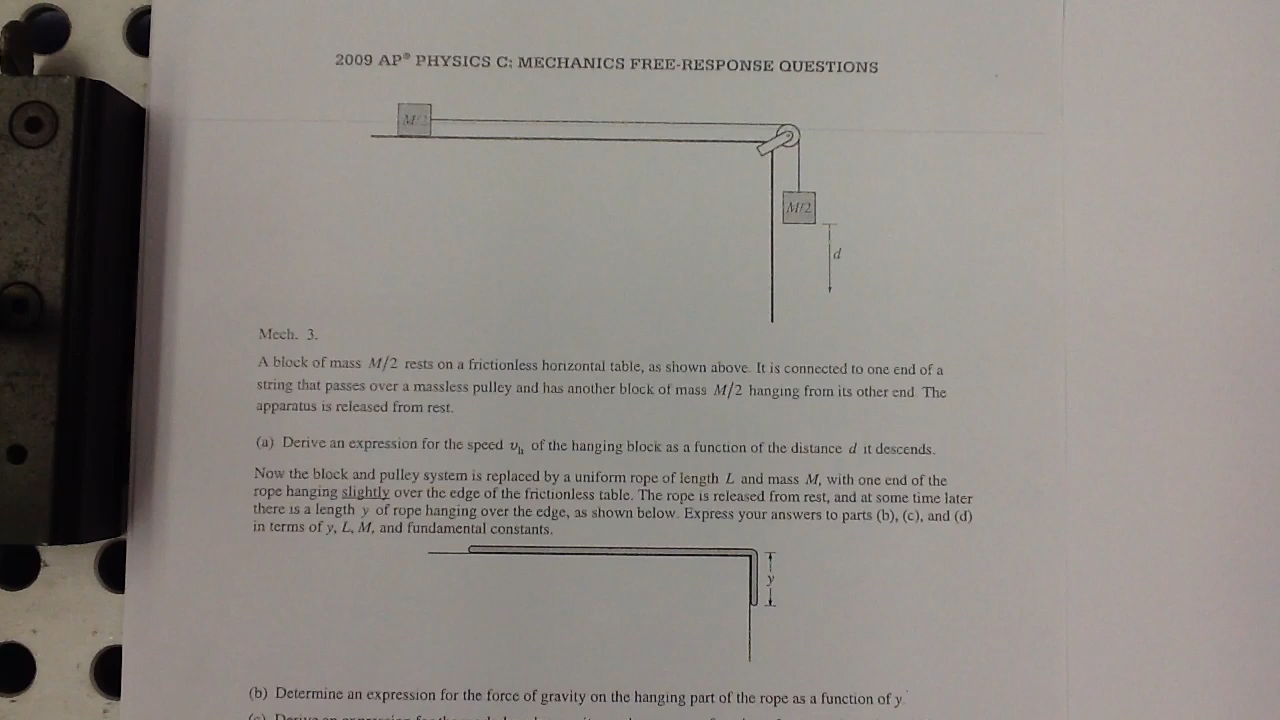 2009 AP® PHYSICS C: MECHANICS FREE-RESPONSE QUESTIONS
M/2
M/2
d
Mech. 3.
A block of mass M/2 rests on a frictionless horizontal table, as shown above. It is connected to one end of a
string that passes over a massless pulley and has another block of mass M/2 hanging from its other end. The
apparatus is released from rest.
(a) Derive an expression for the speed υh of the hanging block as a function of the distance d it descends.
Now the block and pulley system is replaced by a uniform rope of length L and mass M, with one end of the
rope hanging slightly over the edge of the frictionless table. The rope is released from rest, and at some time later
there is a length y of rope hanging over the edge, as shown below. Express your answers to parts (b), (c), and (d)
in terms of y, L, M, and fundamental constants.
y
(b) Determine an expression for the force of gravity on the hanging part of the rope as a function of y.